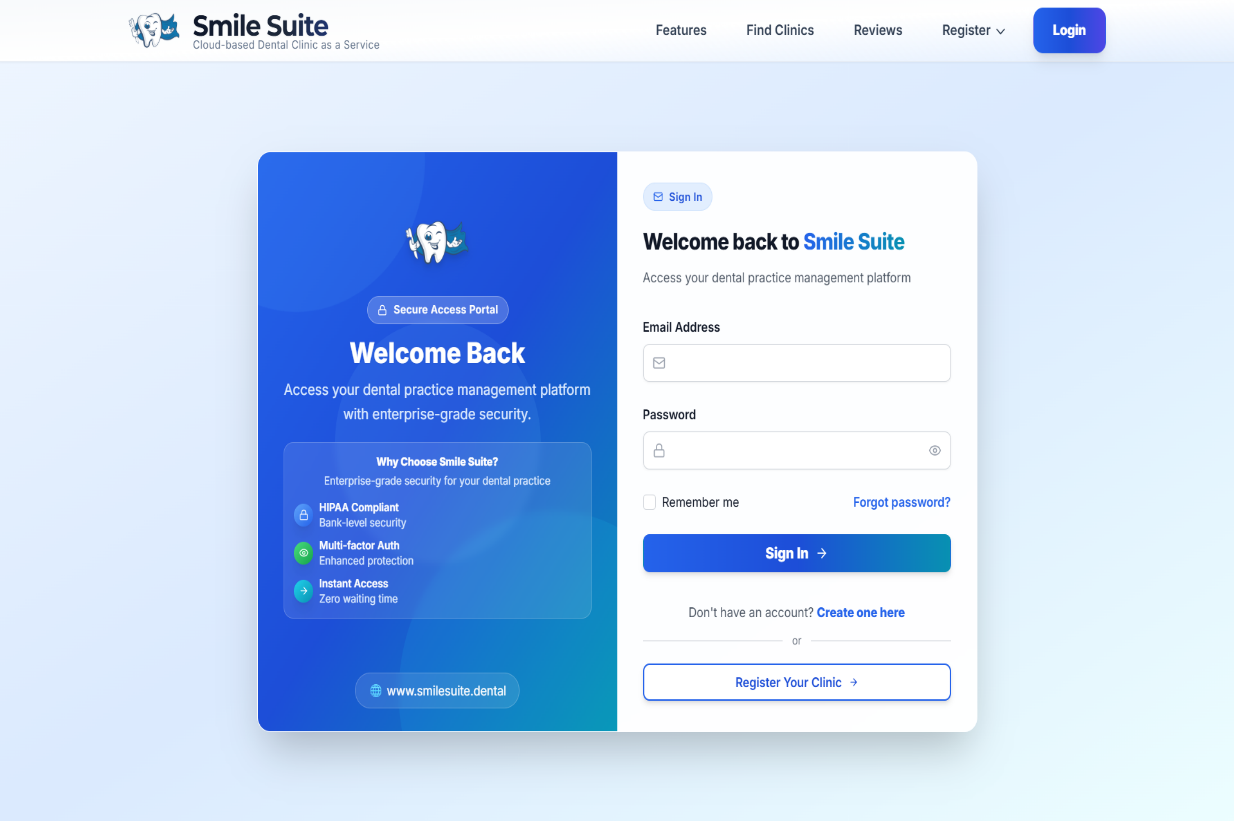 Smile Suite
Cloud-based Dental Clinic as a Service
Features
Find Clinics
Reviews
Register
Login
Secure Access Portal
Welcome Back
Access your dental practice management platform
with enterprise-grade security.
Why Choose Smile Suite?
Enterprise-grade security for your dental practice
HIPAA Compliant
Bank-level security
Multi-factor Auth
Enhanced protection
Instant Access
Zero waiting time
www.smilesuite.dental
Sign In
Welcome back to Smile Suite
Access your dental practice management platform
Email Address
Password
Remember me
Forgot password?
Sign In →
Don't have an account? Create one here
or
Register Your Clinic →